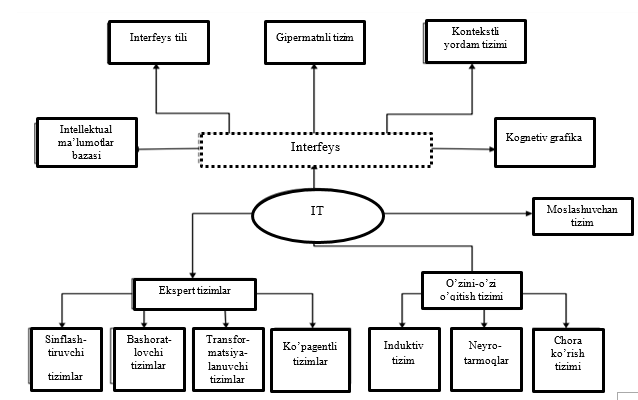 Interfeys tili
Gipermatnli tizim
Kontekstli
yordam tizimi
Intellektual
ma’lumotlar
bazasi
Interfeys
Kognetiv grafika
IT
Moslashuvchan
tizim
Ekspert tizimlar
O’zini-o’zi
o’qitish tizimi
Sinflash-
tiruvchi
tizimlar
Bashorat-
lovchi
tizimlar
Transfor-
matsiya-
lanuvchi
tizimlar
Ko’pagentli
tizimlar
Induktiv
tizim
Neyro-
tarmoqlar
Chora
ko’rish
tizimi